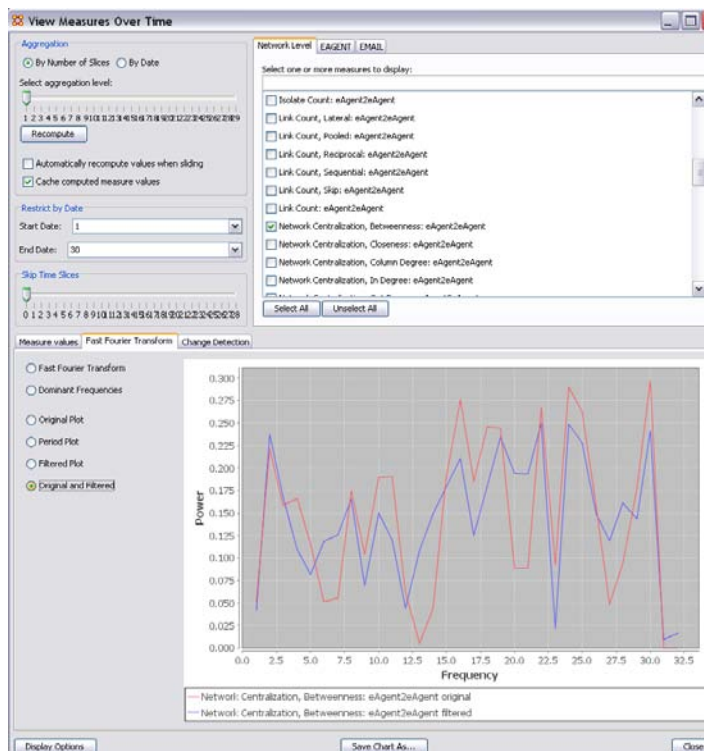 View Measures Over Time
Aggregation
By Number of Slices By Date
Select aggregation level:
Recompute
Automatically recompute values when sliding
Cache computed measure values
Restrict by Date
Start Date: 1
End Date: 30
Skip Time Slices
Network Level EAGENT EMAIL
Select one or more measures to display:
Isolate Count: eAgent2eAgent
Link Count, Lateral: eAgent2eAgent
Link Count, Pooled: eAgent2eAgent
Link Count, Reciprocal: eAgent2eAgent
Link Count, Sequential: eAgent2eAgent
Link Count, Skip: eAgent2eAgent
Link Count: eAgent2eAgent
Network Centralization, Betweenness: eAgent2eAgent
Network Centralization, Closeness: eAgent2eAgent
Network Centralization, Column Degree: eAgent2eAgent
Network Centralization, In Degree: eAgent2eAgent
Select All Unselect All
Measure values Fast Fourier Transform Change Detection
Fast Fourier Transform
Dominant Frequencies
Original Plot
Period Plot
Filtered Plot
Original and Filtered
Power
0.300
0.275
0.250
0.225
0.200
0.175
0.150
0.125
0.100
0.075
0.050
0.025
0.000
0.0 2.5 5.0 7.5 10.0 12.5 15.0 17.5 20.0 22.5 25.0 27.5 30.0 32.5
Frequency
Network: Centralization, Betweenness: eAgent2eAgent original
Network: Centralization, Betweenness: eAgent2eAgent filtered
Display Options Save Chart As... Close